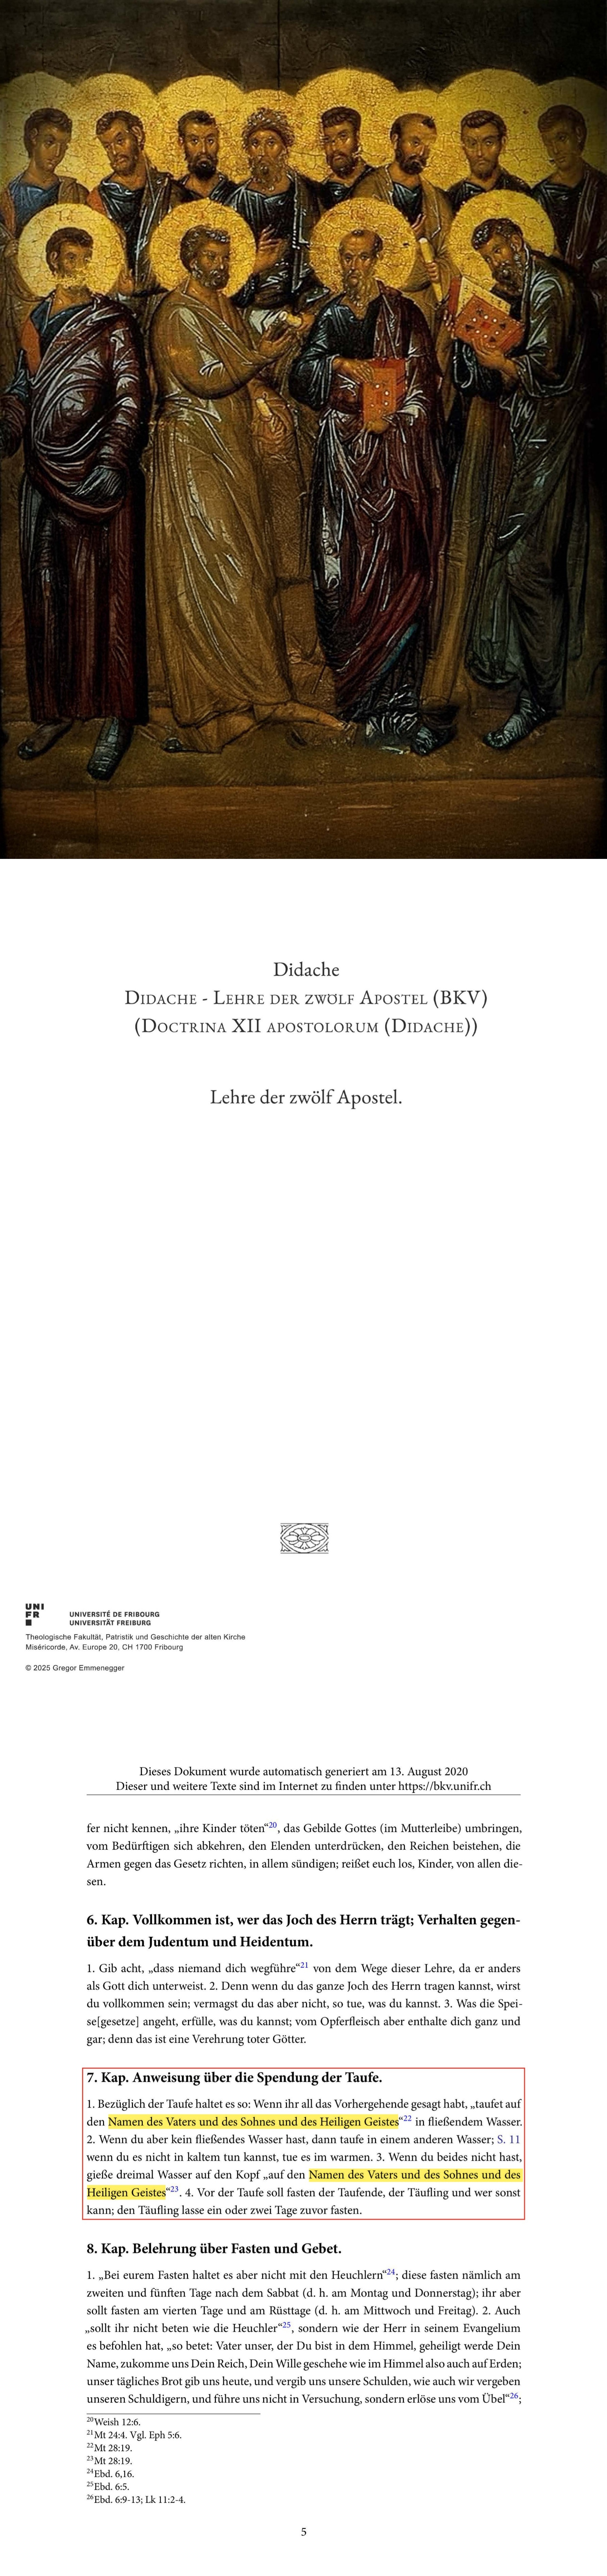 Didache
Didache - Lehre der zwölf Apostel (BKV)
(Doctrina XII apostolorum (Didache))
Lehre der zwölf Apostel.
UNI
FR
UNIVERSITÉ DE FRIBOURG
UNIVERSITÄT FREIBURG
Theologische Fakultät, Patristik und Geschichte der alten Kirche
Miséricorde, Av. Europe 20, CH 1700 Fribourg
© 2025 Gregor Emmenegger
Dieses Dokument wurde automatisch generiert am 13. August 2020
Dieser und weitere Texte sind im Internet zu finden unter https://bkv.unifr.ch
fer nicht kennen, „ihre Kinder töten“20, das Gebilde Gottes (im Mutterleibe) umbringen,
vom Bedürftigen sich abkehren, den Elenden unterdrücken, den Reichen beistehen, die
Armen gegen das Gesetz richten, in allem sündigen; reißet euch los, Kinder, von allen die-
sen.
6. Kap. Vollkommen ist, wer das Joch des Herrn trägt; Verhalten gegen-
über dem Judentum und Heidentum.
1. Gib acht, „dass niemand dich wegführe“21 von dem Wege dieser Lehre, da er anders
als Gott dich unterweist. 2. Denn wenn du das ganze Joch des Herrn tragen kannst, wirst
du vollkommen sein; vermagst du das aber nicht, so tue, was du kannst. 3. Was die Spei-
se[gesetze] angeht, erfülle, was du kannst; vom Opferfleisch aber enthalte dich ganz und
gar; denn das ist eine Verehrung toter Götter.
7. Kap. Anweisung über die Spendung der Taufe.
1. Bezüglich der Taufe haltet es so: Wenn ihr all das Vorhergehende gesagt habt, „taufet auf
den Namen des Vaters und des Sohnes und des Heiligen Geistes“22 in fließendem Wasser.
2. Wenn du aber kein fließendes Wasser hast, dann taufe in einem anderen Wasser; S. 11
wenn du es nicht in kaltem tun kannst, tue es im warmen. 3. Wenn du beides nicht hast,
gieße dreimal Wasser auf den Kopf „auf den Namen des Vaters und des Sohnes und des
Heiligen Geistes“23. 4. Vor der Taufe soll fasten der Taufende, der Täufling und wer sonst
kann; den Täufling lasse ein oder zwei Tage zuvor fasten.
8. Kap. Belehrung über Fasten und Gebet.
1. „Bei eurem Fasten haltet es aber nicht mit den Heuchlern“24; diese fasten nämlich am
zweiten und fünften Tage nach dem Sabbat (d. h. am Montag und Donnerstag); ihr aber
sollt fasten am vierten Tage und am Rüsttage (d. h. am Mittwoch und Freitag). 2. Auch
„sollt ihr nicht beten wie die Heuchler“25, sondern wie der Herr in seinem Evangelium
es befohlen hat, „so betet: Vater unser, der Du bist in dem Himmel, geheiligt werde Dein
Name, zukomme uns Dein Reich, Dein Wille geschehe wie im Himmel also auch auf Erden;
unser tägliches Brot gib uns heute, und vergib uns unsere Schulden, wie auch wir vergeben
unseren Schuldigern, und führe uns nicht in Versuchung, sondern erlöse uns vom Übel“26;
20Weish 12:6.
21Mt 24:4. Vgl. Eph 5:6.
22Mt 28:19.
23Mt 28:19.
24Ebd. 6,16.
25Ebd. 6:5.
26Ebd. 6:9-13; Lk 11:2-4.
5